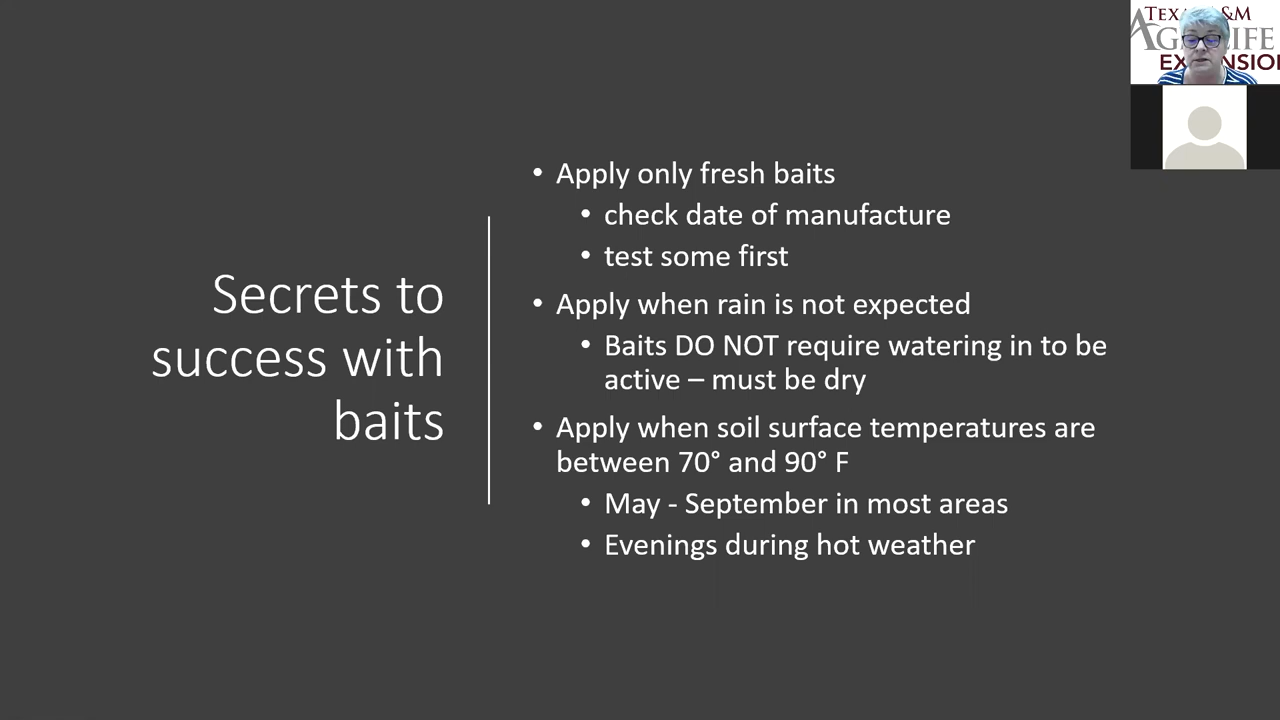 Secrets to
success with
baits
• Apply only fresh baits
• check date of manufacture
• test some first
• Apply when rain is not expected
• Baits DO NOT require watering in to be
active – must be dry
• Apply when soil surface temperatures are
between 70° and 90° F
• May - September in most areas
• Evenings during hot weather